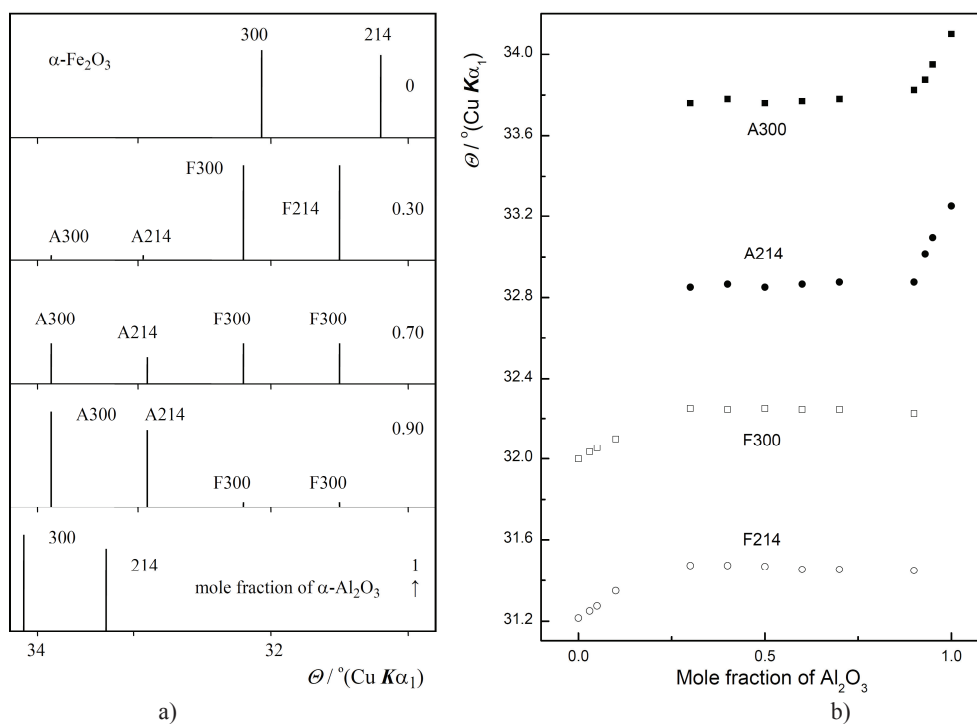 300 214
α-Fe₂O₃
0
F300
F214 0.30
A300 A214
A300 F300 F300
A214 0.70
A300 A214
0.90
F300 F300
300
214 1
mole fraction of α-Al₂O₃ ↑
34 32
Θ / °(Cu Kα₁)
a)
Θ / °(Cu Kα₁)
34.0
33.6
33.2
32.8
32.4
32.0
31.6
31.2
A300
A214
F300
F214
0.0 0.5 1.0
Mole fraction of Al₂O₃
b)